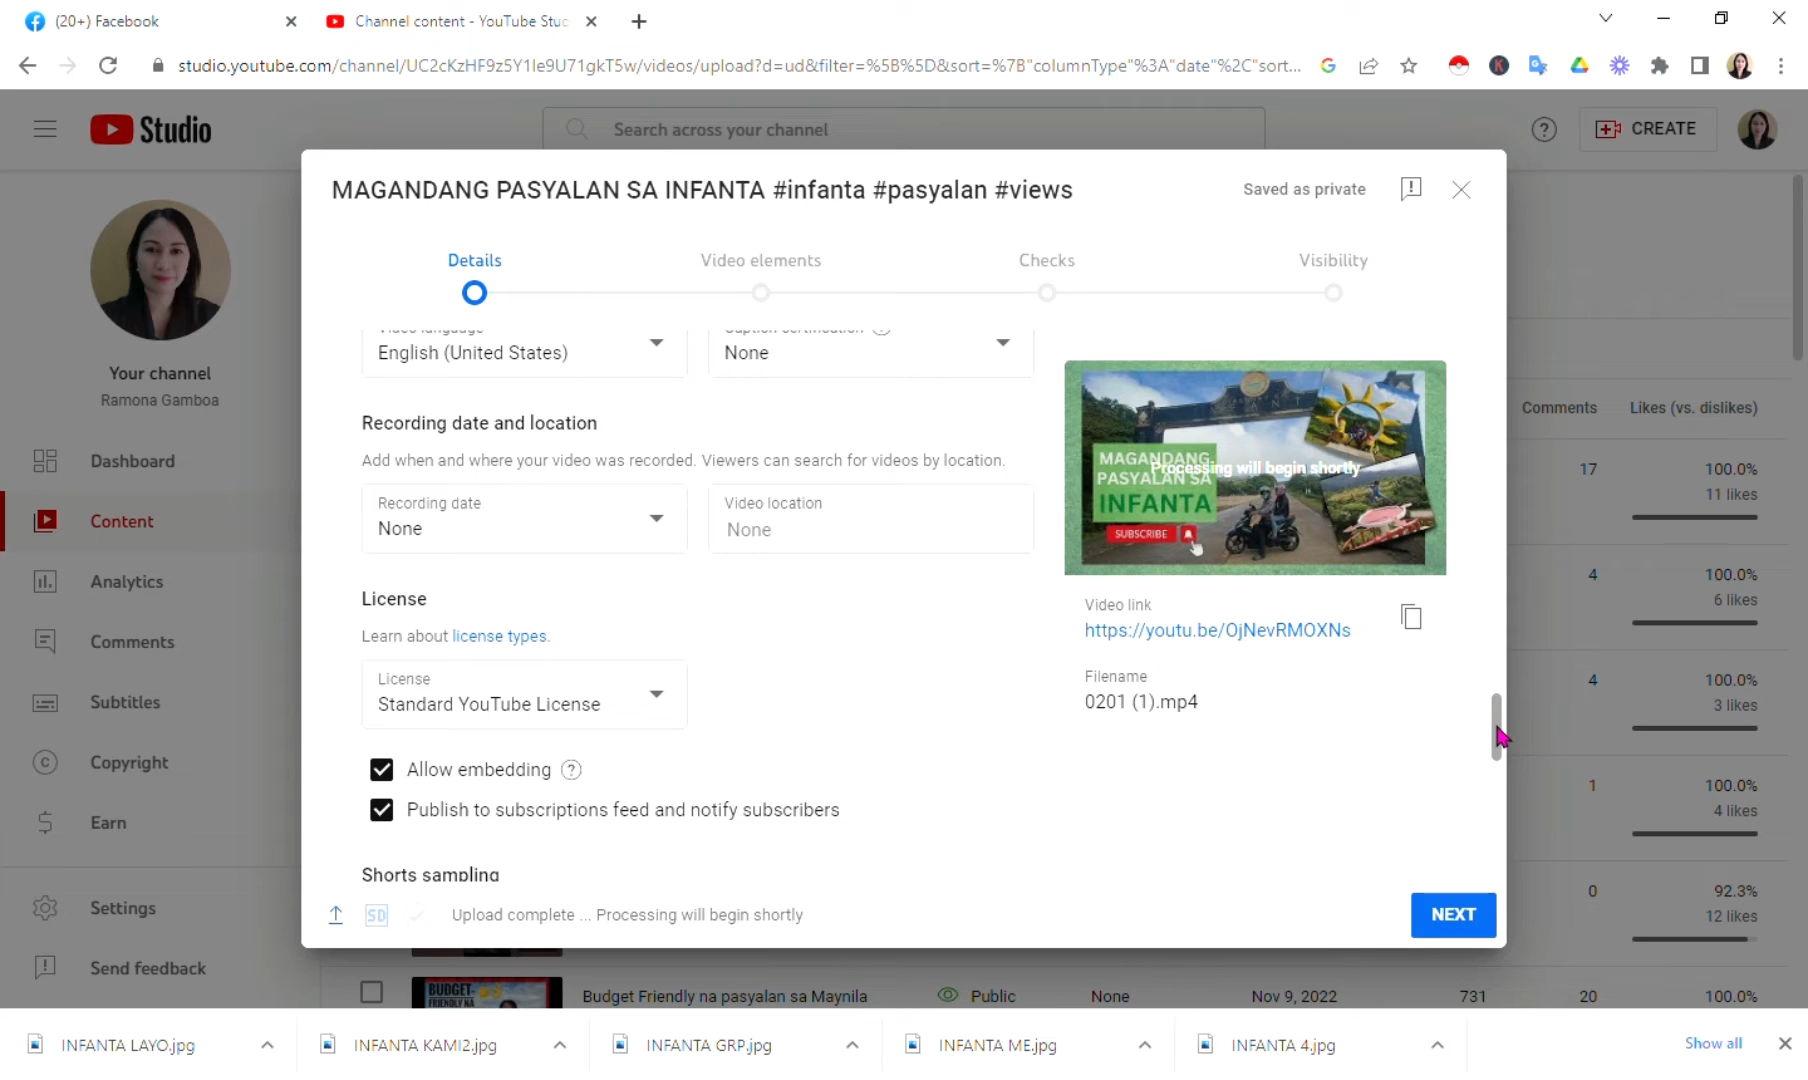 (20+) Facebook
Channel content - YouTube Stud
studio.youtube.com/channel/UC2cKzHF9z5Y1le9U71gkT5w/videos/upload?d=ud&filter=%5B%5D&sort=%7B"columnType"%3A"date"%2C"sort...
Studio
Search across your channel
CREATE
MAGANDANG PASYALAN SA INFANTA #infanta #pasyalan #views
Saved as private
Details
Video elements
Checks
Visibility
Your channel
Ramona Gamboa
Dashboard
Content
Analytics
Comments
Subtitles
Copyright
Earn
Settings
Send feedback
Video language
English (United States)
Caption certification
None
Recording date and location
Add when and where your video was recorded. Viewers can search for videos by location.
Recording date
None
Video location
None
License
Learn about license types.
License
Standard YouTube License
Allow embedding
Publish to subscriptions feed and notify subscribers
Shorts sampling
MAGANDANG
PASYALAN SA
INFANTA
SUBSCRIBE
Processing will begin shortly
Video link
https://youtu.be/OjNevRMOXNs
Filename
0201 (1).mp4
SD
Upload complete ... Processing will begin shortly
NEXT
Comments
Likes (vs. dislikes)
17
100.0%
11 likes
4
100.0%
6 likes
4
100.0%
3 likes
1
100.0%
4 likes
0
92.3%
12 likes
BUDGET-
FRIENDLY NA
Budget Friendly na pasyalan sa Maynila
Public
None
Nov 9, 2022
731
20
100.0%
INFANTA LAYO.jpg
INFANTA KAMI2.jpg
INFANTA GRP.jpg
INFANTA ME.jpg
INFANTA 4.jpg
Show all